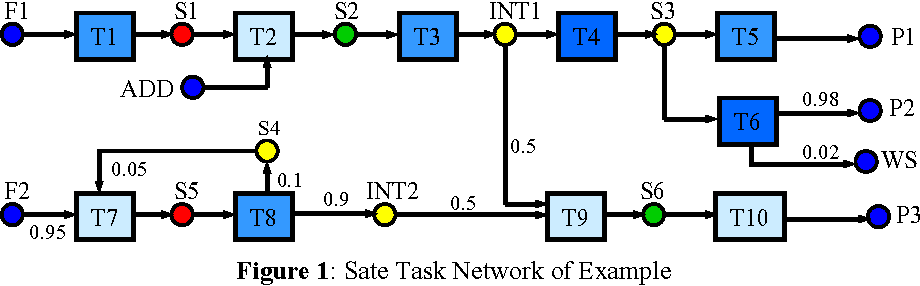 F1 S1 S2 INT1 S3
T1 T2 T3 T4 T5 P1
ADD
T6 0.98 P2
0.02 WS
S4
0.05 0.1 0.5
F2 S5 INT2 S6
0.95 T7 T8 0.9 0.5 T9 T10 P3
Figure 1: Sate Task Network of Example